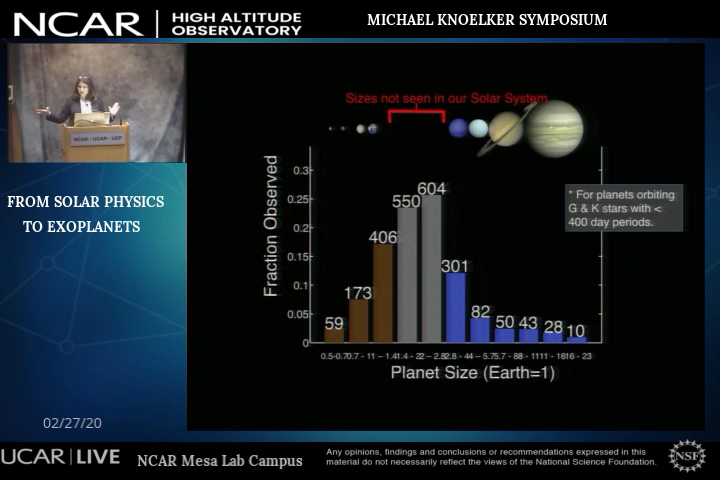 NCAR
HIGH ALTITUDE
OBSERVATORY
MICHAEL KNOELKER SYMPOSIUM
NCAR - UCAR - UCP
FROM SOLAR PHYSICS
TO EXOPLANETS
02/27/20
Sizes not seen in our Solar System
* For planets orbiting
G & K stars with <
400 day periods.
Fraction Observed
0.3
0.25
0.2
0.15
0.1
0.05
0
59
173
406
550
604
301
82
50
43
28
10
0.5-0.7 0.7 - 1 1 – 1.4 1.4 - 2 2 – 2.8 2.8 - 4 4 – 5.7 5.7 - 8 8 - 11 11 - 16 16 - 23
Planet Size (Earth=1)
UCAR | LIVE
NCAR Mesa Lab Campus
Any opinions, findings and conclusions or recommendations expressed in this
material do not necessarily reflect the views of the National Science Foundation.
NSF